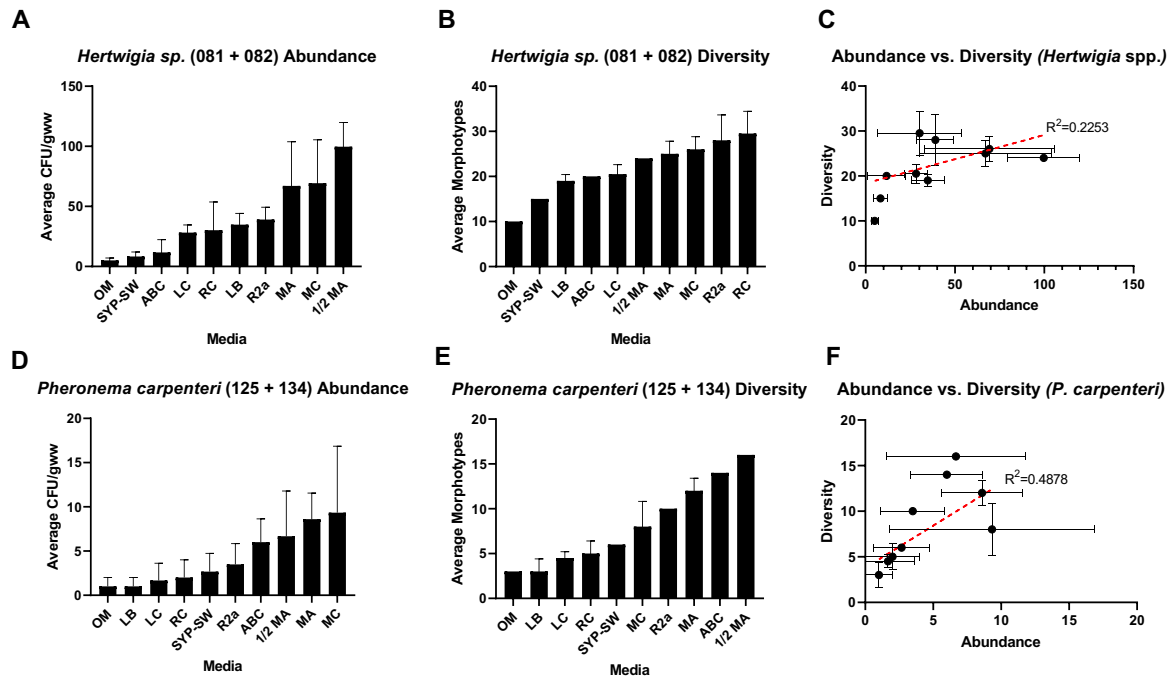 A
Hertwigia sp. (081 + 082) Abundance
Average CFU/gww
150
100
50
0
OM
SYP-SW
ABC
LC
RC
LB
R2a
MA
MC
1/2 MA
Media
B
Hertwigia sp. (081 + 082) Diversity
Average Morphotypes
40
30
20
10
0
OM
SYP-SW
LB
ABC
LC
1/2 MA
MA
MC
R2a
RC
Media
C
Abundance vs. Diversity (Hertwigia spp.)
Diversity
40
30
20
10
0
R2=0.2253
0
50
100
150
Abundance
D
Pheronema carpenteri (125 + 134) Abundance
Average CFU/gww
20
15
10
5
0
OM
LB
LC
RC
SYP-SW
R2a
ABC
1/2 MA
MA
MC
Media
E
Pheronema carpenteri (125 + 134) Diversity
Average Morphotypes
20
15
10
5
0
OM
LB
LC
RC
SYP-SW
MC
R2a
MA
ABC
1/2 MA
Media
F
Abundance vs. Diversity (P. carpenteri)
Diversity
20
15
10
5
0
R2=0.4878
0
5
10
15
20
Abundance